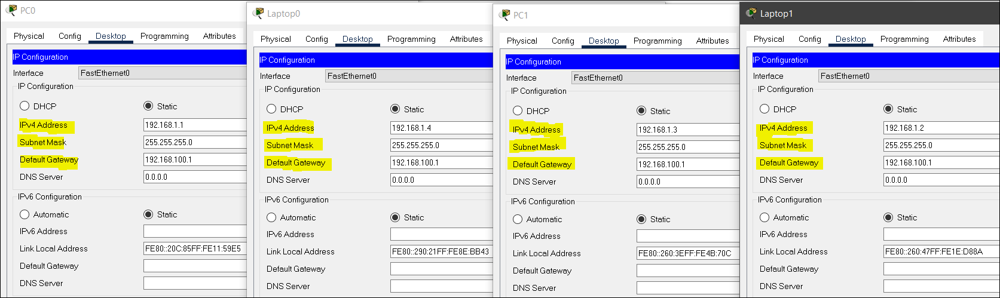 PC0
Physical Config Desktop Programming Attributes
IP Configuration
Interface FastEthernet0
IP Configuration
DHCP Static
IPv4 Address 192.168.1.1
Subnet Mask 255.255.255.0
Default Gateway 192.168.100.1
DNS Server 0.0.0.0
IPv6 Configuration
Automatic Static
IPv6 Address
Link Local Address FE80::20C:85FF:FE11:59E5
Default Gateway
DNS Server
Laptop0
Physical Config Desktop Programming Attributes
IP Configuration
Interface FastEthernet0
IP Configuration
DHCP Static
IPv4 Address 192.168.1.4
Subnet Mask 255.255.255.0
Default Gateway 192.168.100.1
DNS Server 0.0.0.0
IPv6 Configuration
Automatic Static
IPv6 Address
Link Local Address FE80::290:21FF:FE8E:BB43
Default Gateway
DNS Server
PC1
Physical Config Desktop Programming Attributes
IP Configuration
Interface FastEthernet0
IP Configuration
DHCP Static
IPv4 Address 192.168.1.3
Subnet Mask 255.255.255.0
Default Gateway 192.168.100.1
DNS Server 0.0.0.0
IPv6 Configuration
Automatic Static
IPv6 Address
Link Local Address FE80::260:3EFF:FE4B:70C
Default Gateway
DNS Server
Laptop1
Physical Config Desktop Programming Attributes
IP Configuration
Interface FastEthernet0
IP Configuration
DHCP Static
IPv4 Address 192.168.1.2
Subnet Mask 255.255.255.0
Default Gateway 192.168.100.1
DNS Server 0.0.0.0
IPv6 Configuration
Automatic Static
IPv6 Address
Link Local Address FE80::260:47FF:FE1E:D88A
Default Gateway
DNS Server